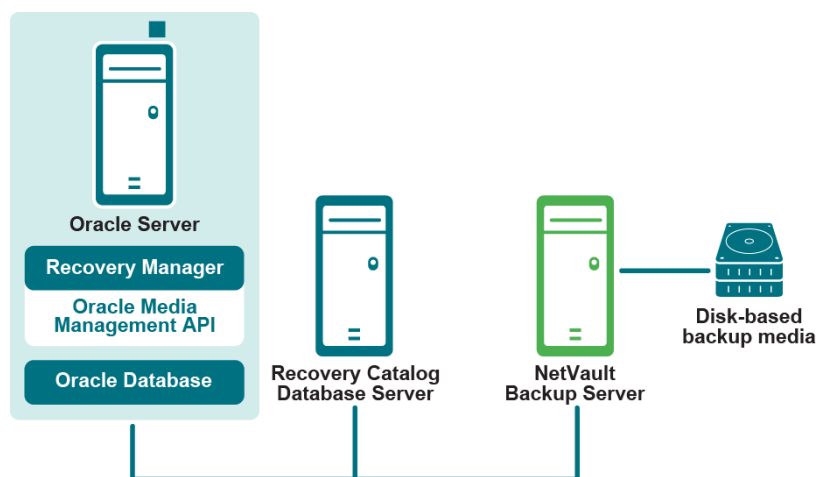 Oracle Server
Recovery Manager
Oracle Media
Management API
Oracle Database
Recovery Catalog
Database Server
NetVault
Backup Server
Disk-based
backup media